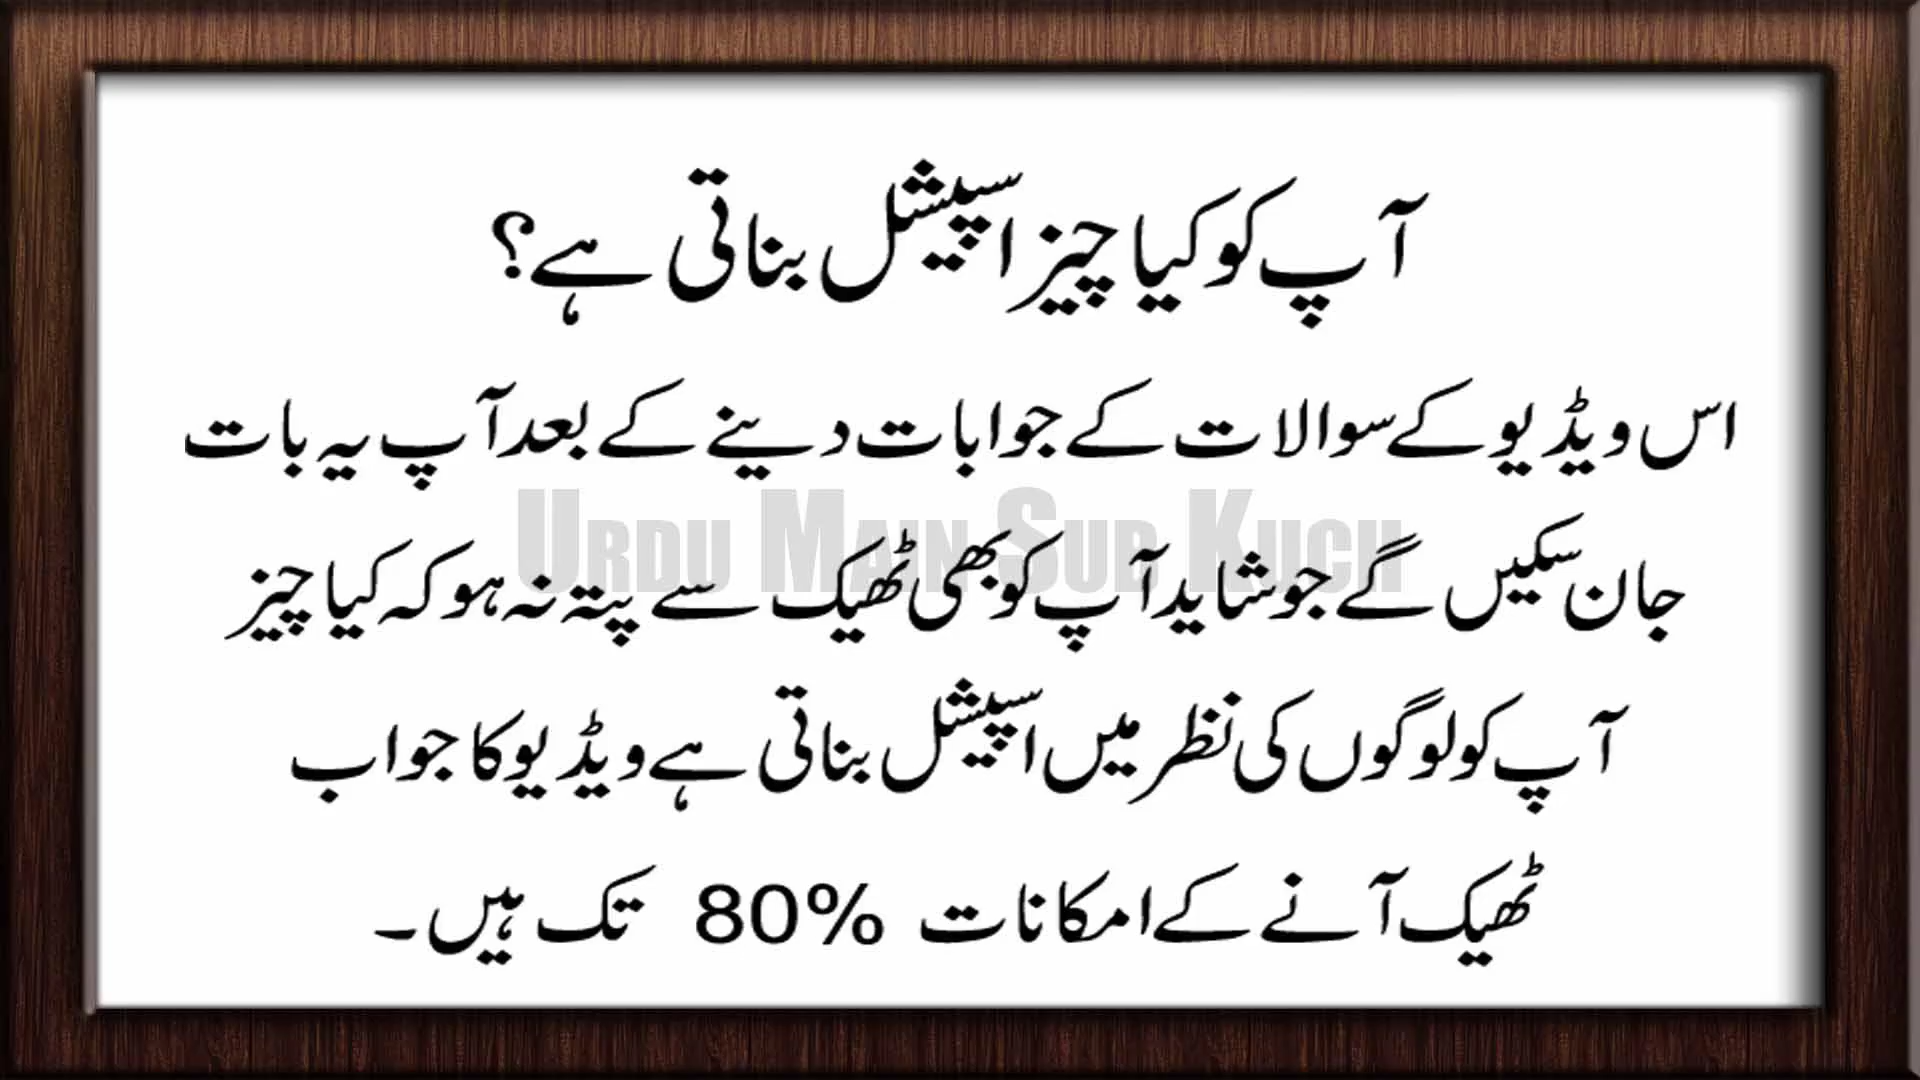 آپ کو کیا چیز اسپیشل بناتی ہے؟
اس ویڈیو کے سوالات کے جوابات دینے کے بعد آپ یہ بات
جان سکیں گے جو شاید آپ کو بھی ٹھیک سے پتہ نہ ہو کہ کیا چیز
آپ کو لوگوں کی نظر میں اسپیشل بناتی ہے ویڈیو کا جواب
ٹھیک آنے کے امکانات 80% تک ہیں۔
URDU MAIN SUB KUCH